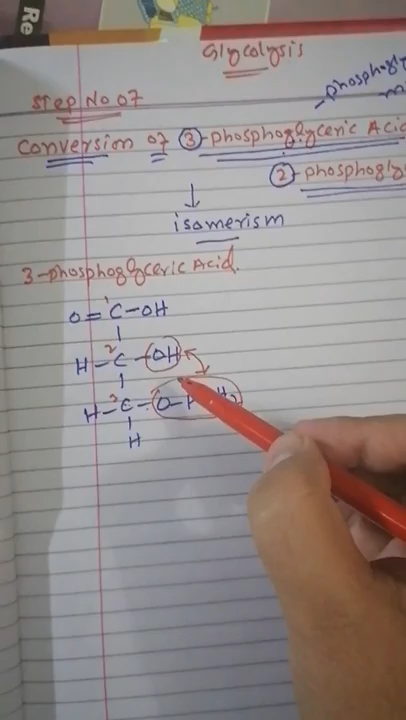 Re
Glycolysis
Step No 07
Conversion of ③-phosphoglyceric Acid
② phosphogly
↓
isomerism
3-phosphoglyceric Acid.
O=¹C-OH
H-²C-OH
H-³C-O-P
H